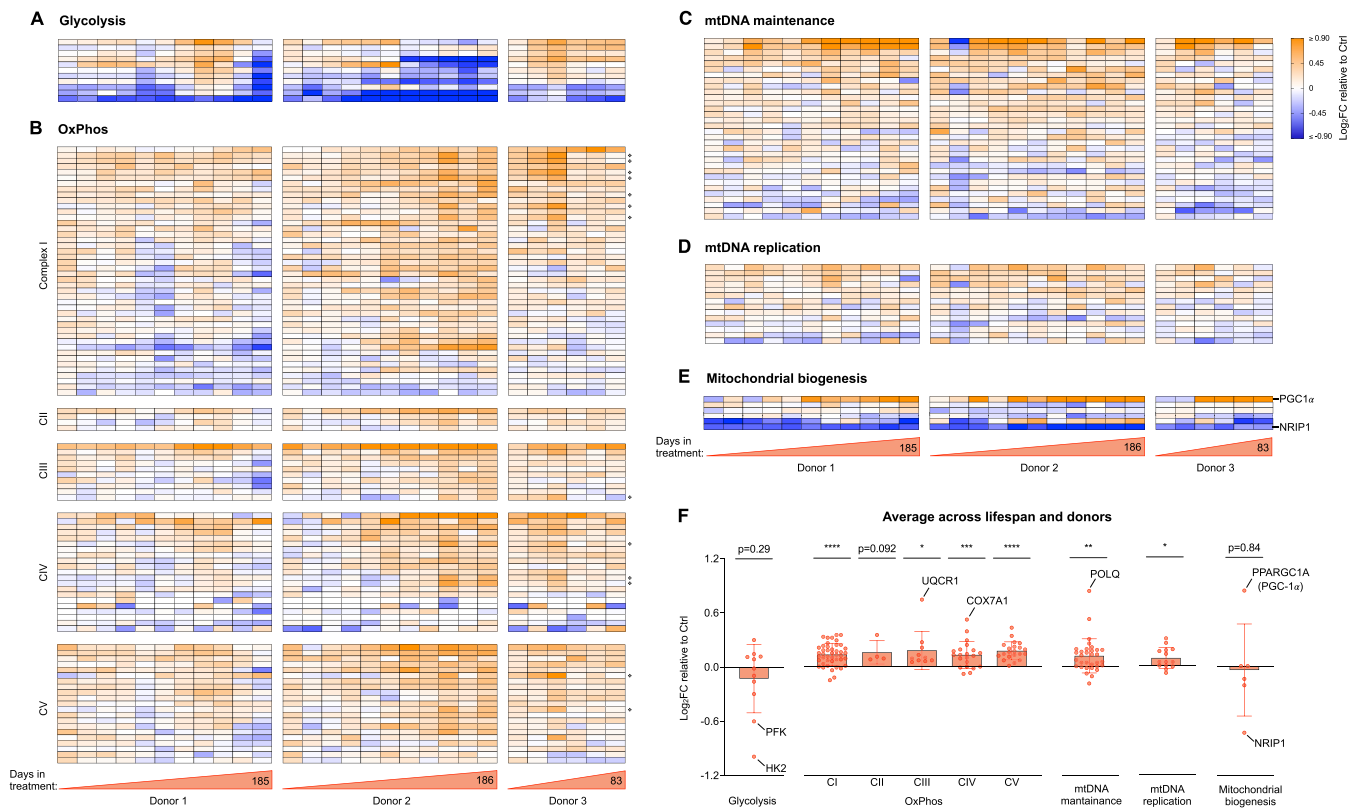 A Glycolysis
B OxPhos
Complex I
CII
CIII
CIV
CV
Days in
treatment:
185
186
83
Donor 1
Donor 2
Donor 3
C mtDNA maintenance
≥ 0.90
0.45
0
-0.45
≤ -0.90
Log2FC relative to Ctrl
D mtDNA replication
E Mitochondrial biogenesis
PGC1α
NRIP1
Days in
treatment:
185
186
83
Donor 1
Donor 2
Donor 3
F Average across lifespan and donors
Log2FC relative to Ctrl
1.2
0.6
0.0
-0.6
-1.2
p=0.29
****
p=0.092
*
***
****
**
*
p=0.84
UQCR1
COX7A1
POLQ
PPARGC1A
(PGC-1α)
PFK
HK2
NRIP1
CI
CII
CIII
CIV
CV
Glycolysis
OxPhos
mtDNA
mantainance
mtDNA
replication
Mitochondrial
biogenesis